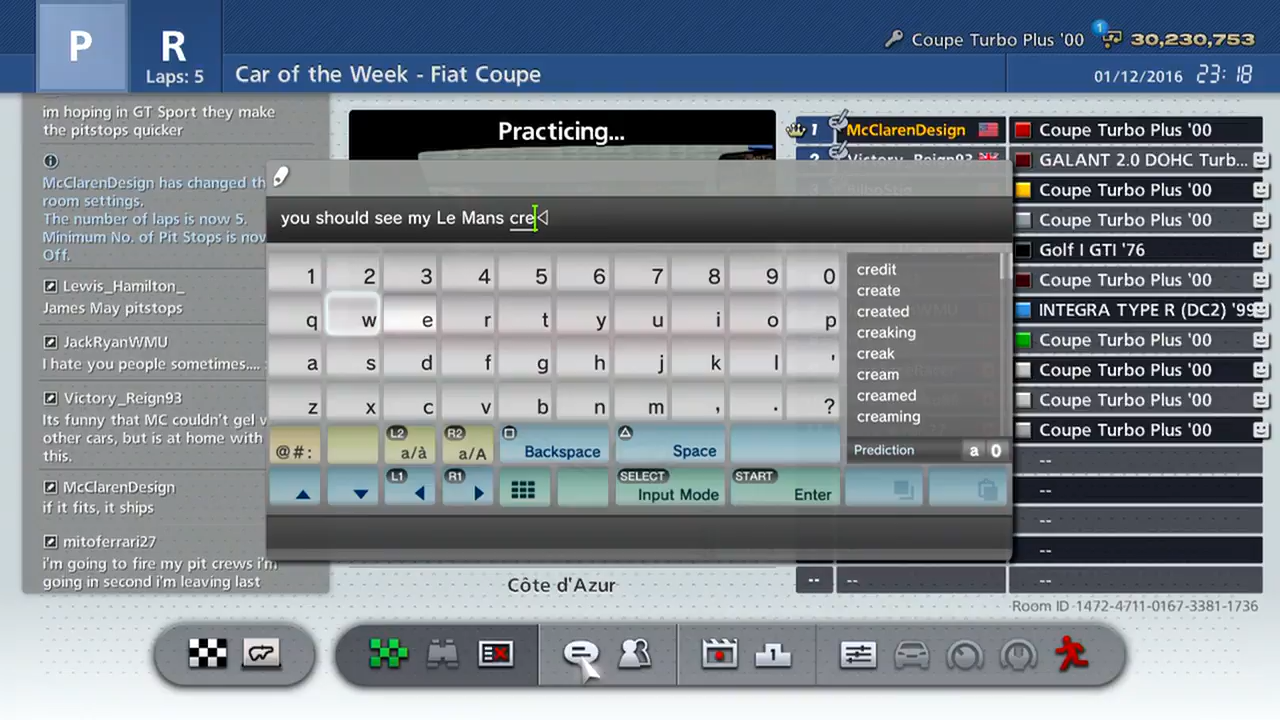 P
R
Laps: 5
Car of the Week - Fiat Coupe
Coupe Turbo Plus '00
1
30,230,753
01/12/2016 23:18
im hoping in GT Sport they make
the pitstops quicker
McClarenDesign has changed th
room settings.
The number of laps is now 5.
Minimum No. of Pit Stops is now
Off.
Lewis_Hamilton_
James May pitstops
JackRyanWMU
I hate you people sometimes....
Victory_Reign93
Its funny that MC couldn't gel
other cars, but is at home with
this.
McClarenDesign
if it fits, it ships
mitoferrari27
i'm going to fire my pit crews i'm
going in second i'm leaving last
Practicing...
you should see my Le Mans cre
1 2 3 4 5 6 7 8 9 0
q w e r t y u i o p
a s d f g h j k l '
z x c v b n m , . ?
@#: L2 a/à R2 a/A Backspace Space
L1 R1 SELECT Input Mode START Enter
credit
create
created
creaking
creak
cream
creamed
creaming
Prediction a 0
1 McClarenDesign Coupe Turbo Plus '00
2 Victory_Reign93 GALANT 2.0 DOHC Turb...
Coupe Turbo Plus '00
Coupe Turbo Plus '00
Golf I GTI '76
Coupe Turbo Plus '00
INTEGRA TYPE R (DC2) '99
Coupe Turbo Plus '00
Coupe Turbo Plus '00
Coupe Turbo Plus '00
Coupe Turbo Plus '00
--
--
--
--
-- -- --
Côte d'Azur
Room ID 1472-4711-0167-3381-1736
1